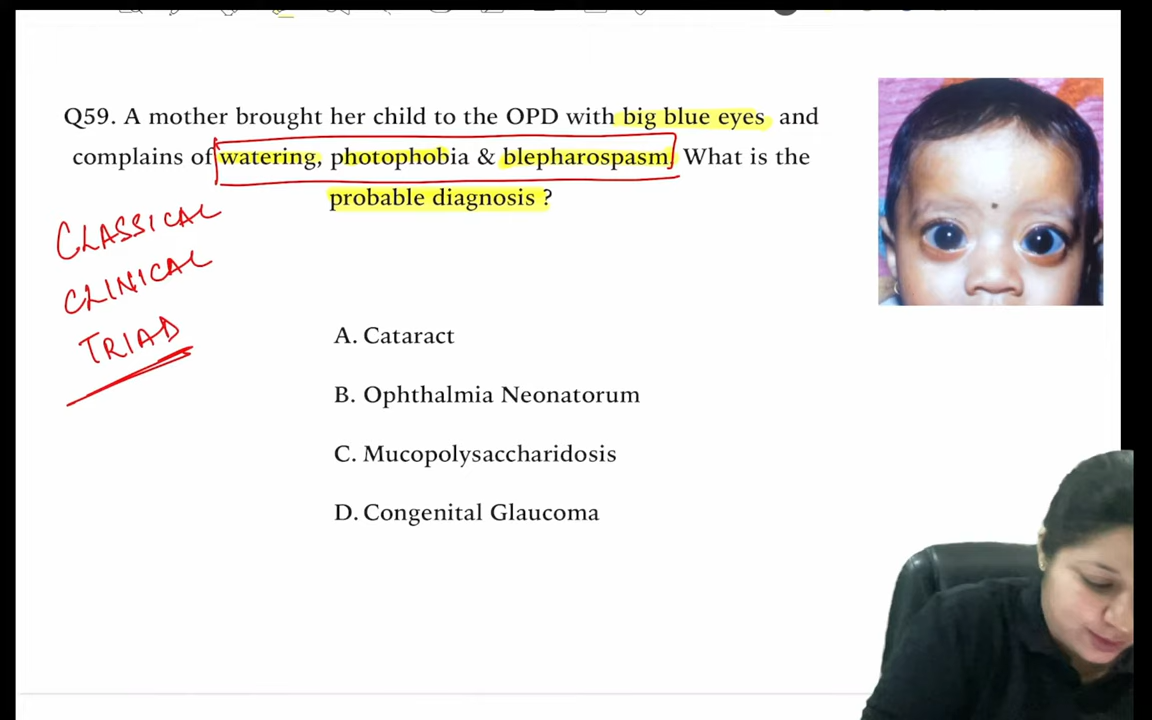 Q59. A mother brought her child to the OPD with big blue eyes and
complains of watering, photophobia & blepharospasm. What is the
probable diagnosis ?
CLASSICAL
CLINICAL
TRIAD
A. Cataract
B. Ophthalmia Neonatorum
C. Mucopolysaccharidosis
D. Congenital Glaucoma